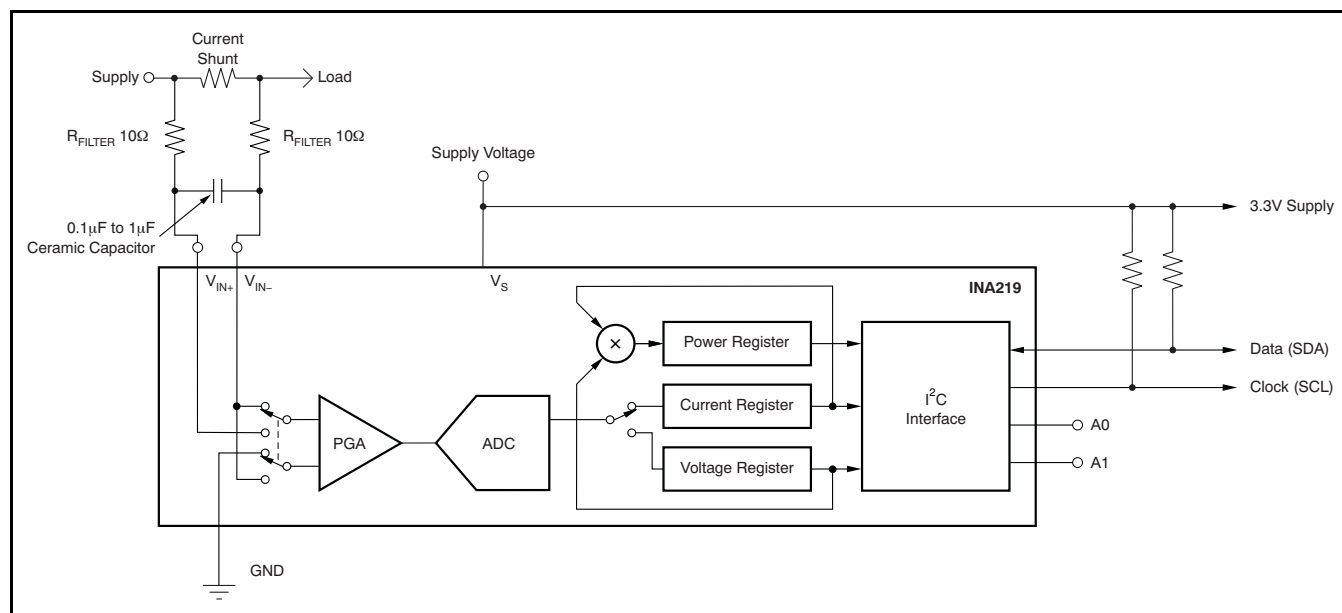 Current
Shunt
Supply
Load
R_FILTER 10Ω
R_FILTER 10Ω
Supply Voltage
0.1μF to 1μF
Ceramic Capacitor
3.3V Supply
V_IN+
V_IN–
V_S
INA219
×
Power Register
Data (SDA)
Clock (SCL)
Current Register
I²C
Interface
PGA
ADC
A0
Voltage Register
A1
GND